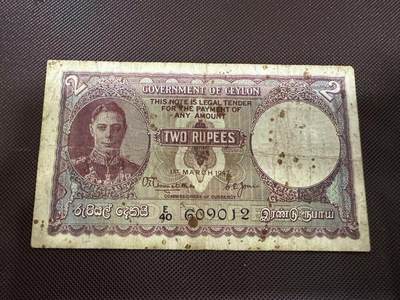 2 GOVERNMENT OF CEYLON 2
THIS NOTE IS LEGAL TENDER
FOR THE PAYMENT OF
ANY AMOUNT
TWO RUPEES
1ST MARCH 1947
COMMISSIONERS OF CURRENCY
E/40 609012
රුපියල් දෙකයි
இரண்டு ரூபாய